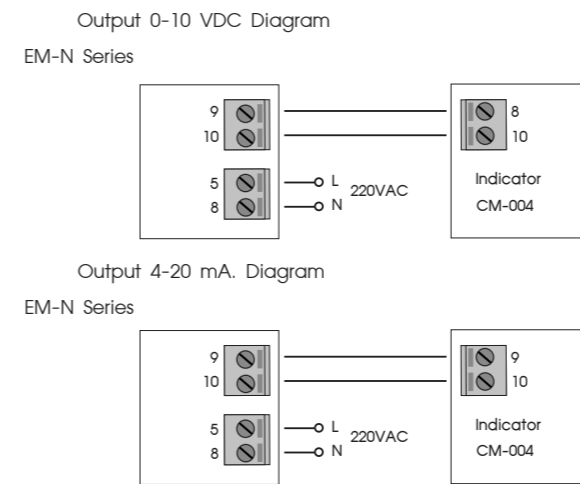 Output 0-10 VDC Diagram
EM-N Series
9 8
10 10
5 L 220VAC Indicator
8 N CM-004
Output 4-20 mA. Diagram
EM-N Series
9 9
10 10
5 L 220VAC Indicator
8 N CM-004